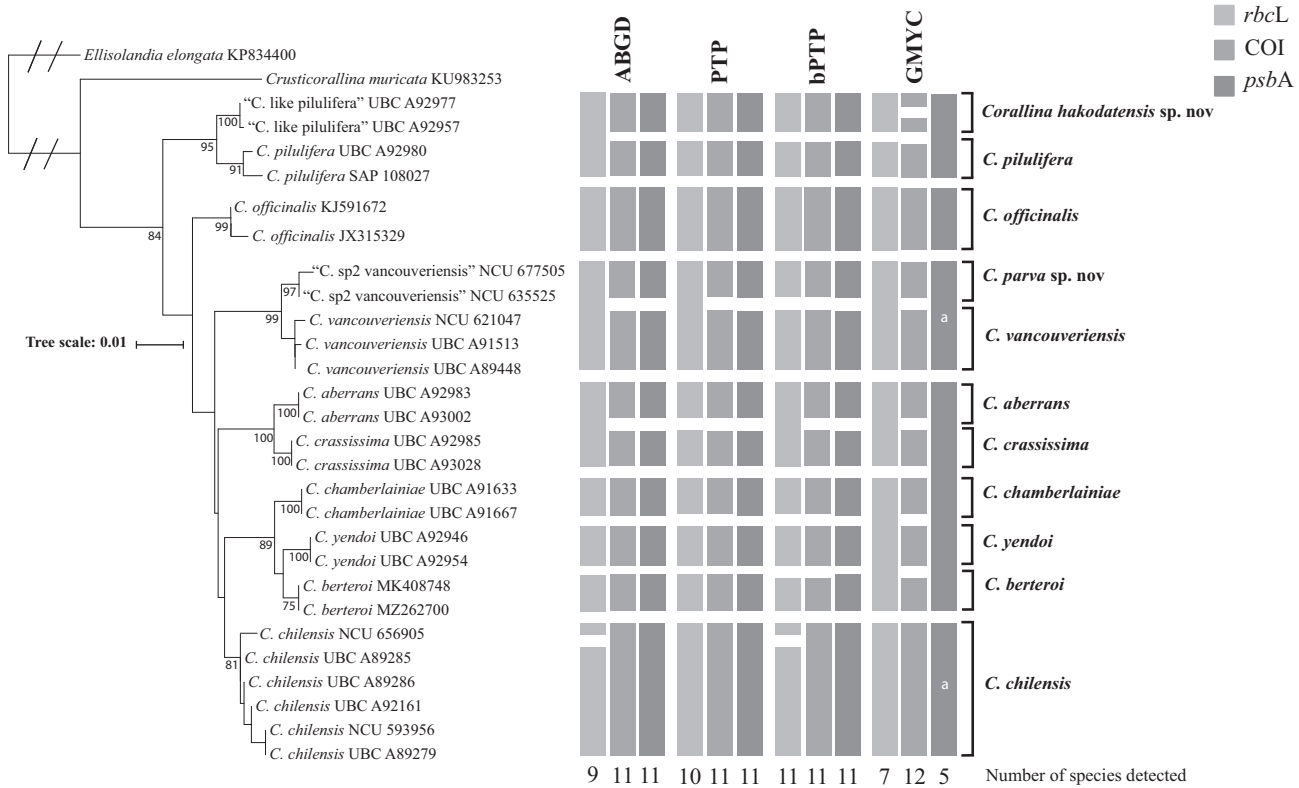 rbcL
COI
psbA
ABGD
PTP
bPTP
GMYC
Ellisolandia elongata KP834400
Crusticorallina muricata KU983253
"C. like pilulifera" UBC A92977
100
"C. like pilulifera" UBC A92957
95
C. pilulifera UBC A92980
91
C. pilulifera SAP 108027
C. officinalis KJ591672
99
84
C. officinalis JX315329
"C. sp2 vancouveriensis" NCU 677505
97
"C. sp2 vancouveriensis" NCU 635525
99
C. vancouveriensis NCU 621047
Tree scale: 0.01
C. vancouveriensis UBC A91513
C. vancouveriensis UBC A89448
C. aberrans UBC A92983
100
C. aberrans UBC A93002
100
C. crassissima UBC A92985
100
C. crassissima UBC A93028
C. chamberlainiae UBC A91633
100
C. chamberlainiae UBC A91667
C. yendoi UBC A92946
89
100
C. yendoi UBC A92954
C. berteroi MK408748
75
C. berteroi MZ262700
C. chilensis NCU 656905
C. chilensis UBC A89285
81
C. chilensis UBC A89286
C. chilensis UBC A92161
C. chilensis NCU 593956
C. chilensis UBC A89279
Corallina hakodatensis sp. nov
C. pilulifera
C. officinalis
C. parva sp. nov
a
C. vancouveriensis
C. aberrans
C. crassissima
C. chamberlainiae
C. yendoi
C. berteroi
a
C. chilensis
9 11 11 10 11 11 11 11 11 7 12 5 Number of species detected